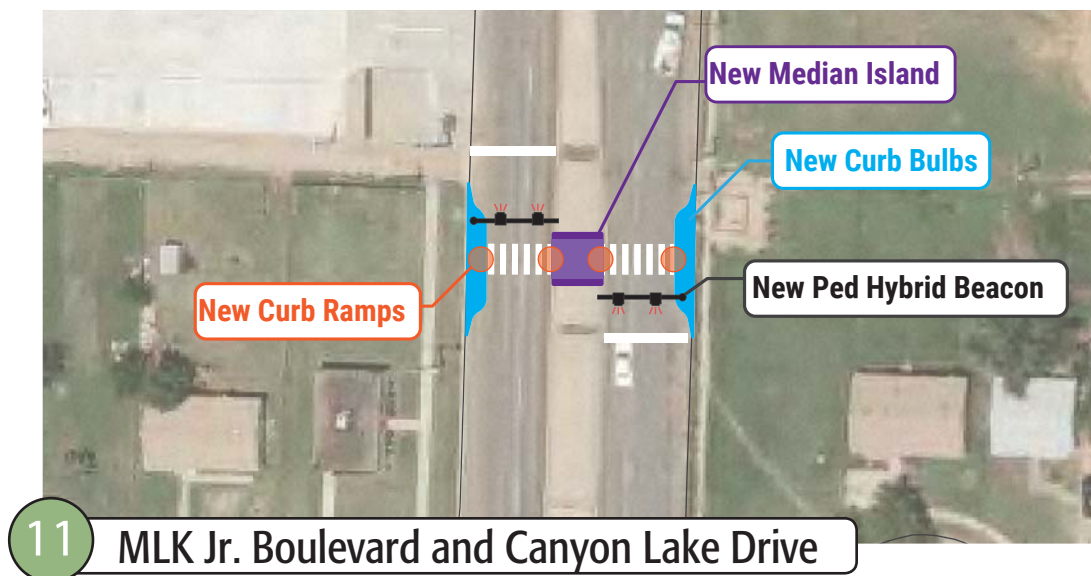 New Median Island
New Curb Bulbs
New Ped Hybrid Beacon
New Curb Ramps
11 MLK Jr. Boulevard and Canyon Lake Drive